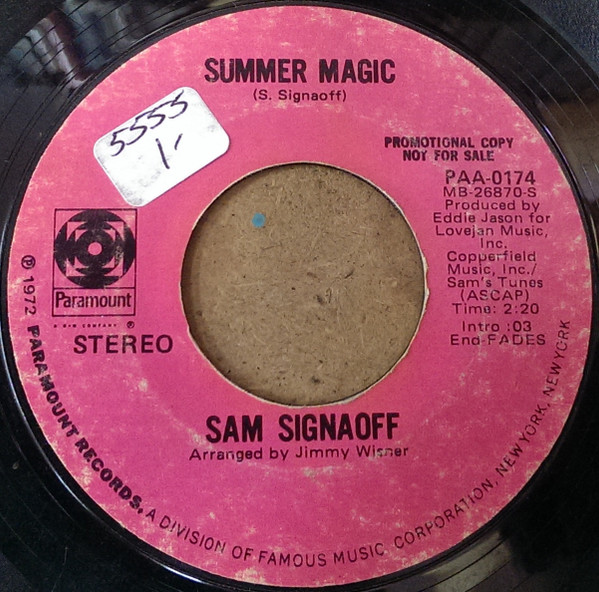 SUMMER MAGIC
(S. Signaoff)
5555
1-
PROMOTIONAL COPY
NOT FOR SALE
PAA-0174
MB-26870-S
Produced by
Eddie Jason for
Lovejan Music,
Inc.
Copperfield
Music, Inc./
Sam's Tunes
(ASCAP)
Time: 2:20
Intro :03
End-FADES
Paramount
A G+W COMPANY ®
STEREO
SAM SIGNAOFF
Arranged by Jimmy Wisner
℗ 1972 PARAMOUNT RECORDS, A DIVISION OF FAMOUS MUSIC CORPORATION, NEW YORK, NEW YORK